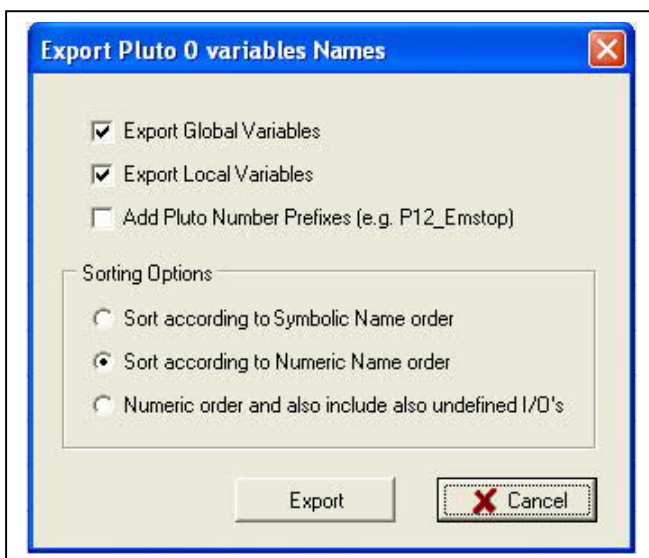 Export Pluto 0 variables Names
Export Global Variables
Export Local Variables
Add Pluto Number Prefixes (e.g. P12_Emstop)
Sorting Options
Sort according to Symbolic Name order
Sort according to Numeric Name order
Numeric order and also include also undefined I/O's
Export
Cancel